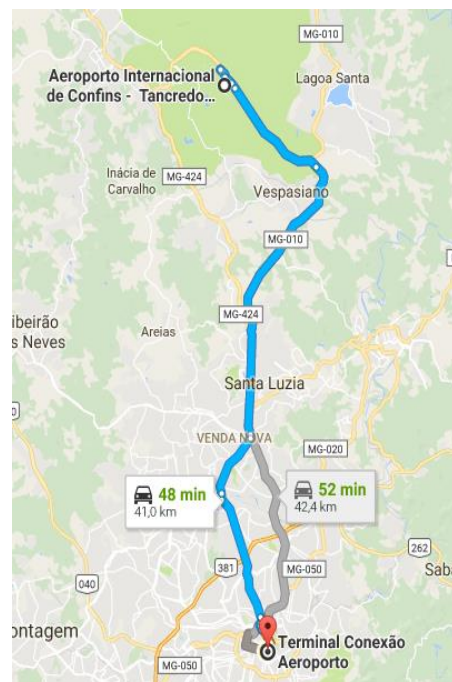 MG-010
Aeroporto Internacional
de Confins - Tancredo...
Lagoa Santa
Inácia de
Carvalho
MG-424
Vespasiano
MG-010
MG-424
ibeirão
s Neves
Areias
Santa Luzia
VENDA NOVA
MG-020
48 min
41,0 km
52 min
42,4 km
262
381
MG-050
Sab
040
ontagem
Terminal Conexão
Aeroporto
MG-050